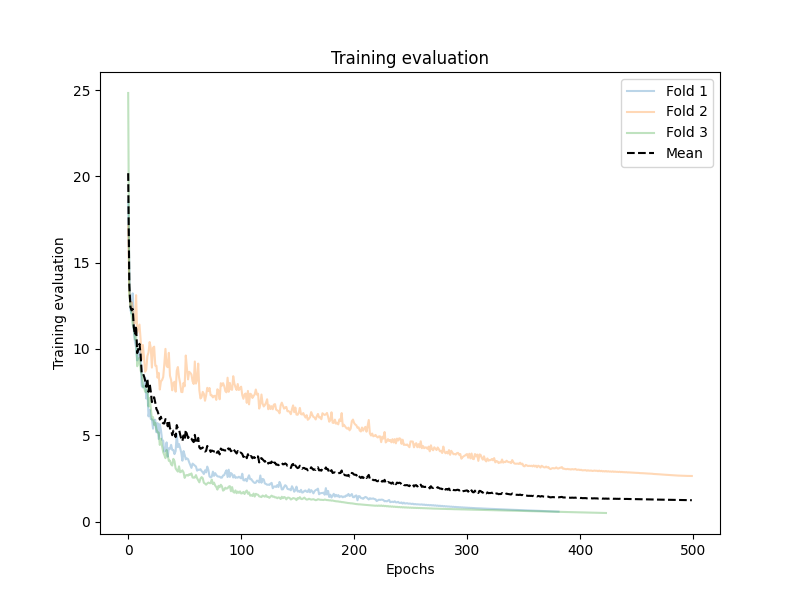 Training evaluation
25
20
15
10
5
0
Training evaluation
Fold 1
Fold 2
Fold 3
Mean
0 100 200 300 400 500
Epochs